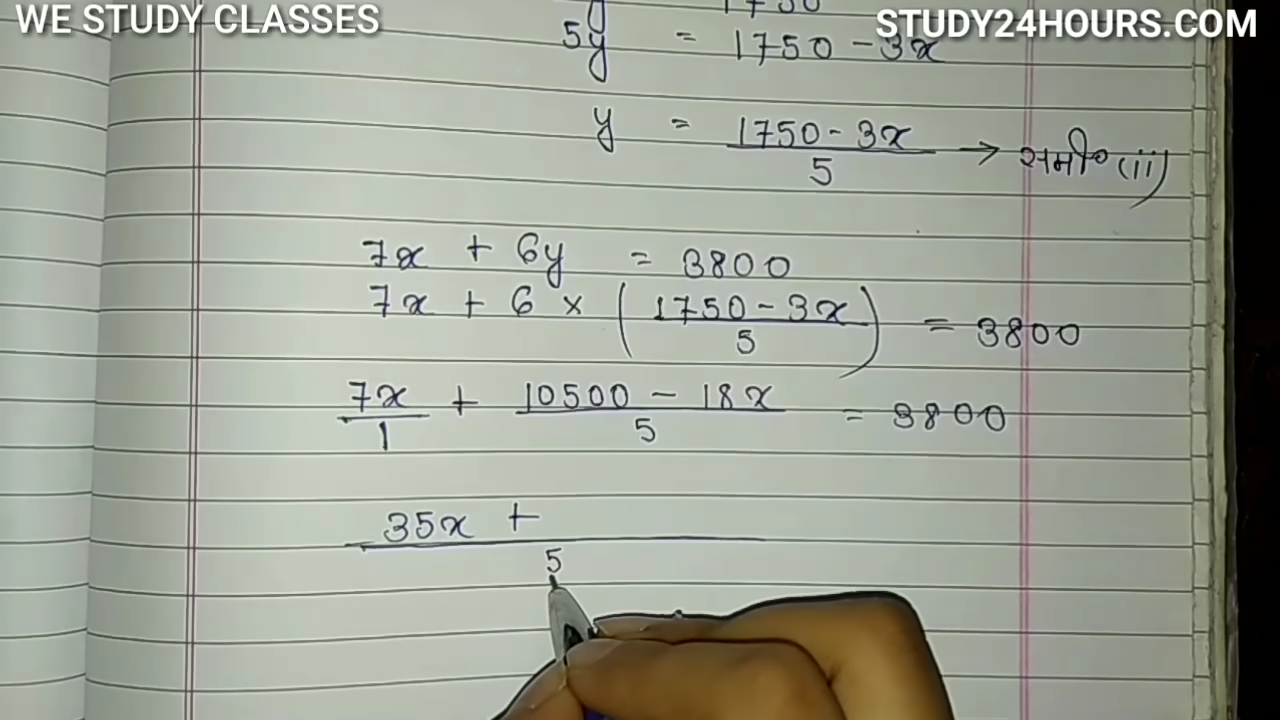 WE STUDY CLASSES
STUDY24HOURS.COM
5y = 1750 - 3x
y = 1750 - 3x / 5 → समी० (ii)
7x + 6y = 3800
7x + 6 × ( 1750 - 3x / 5 ) = 3800
7x / 1 + 10500 - 18x / 5 = 3800
35x + / 5